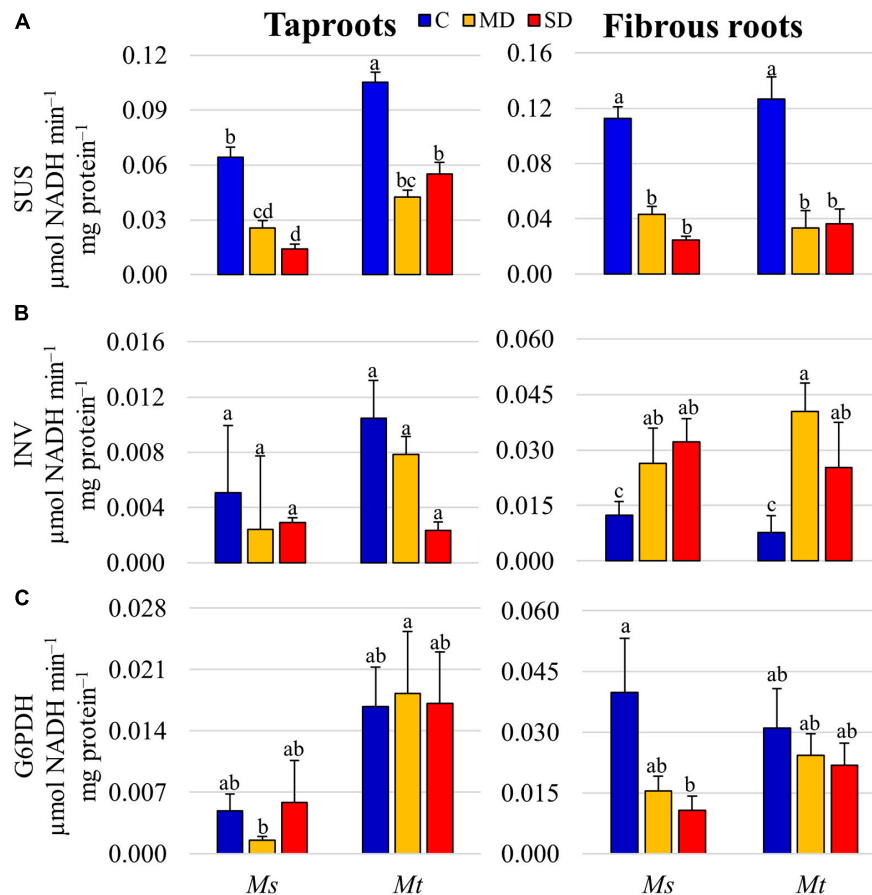 A
Taproots
C MD SD
Fibrous roots
SUS
µmol NADH min−1
mg protein−1
0.12
0.09
0.06
0.03
0.00
b
cd
d
a
bc
b
0.16
0.12
0.08
0.04
0.00
a
b
b
a
b
b
B
INV
µmol NADH min−1
mg protein−1
0.016
0.012
0.008
0.004
0.000
a
a
a
a
a
a
0.060
0.045
0.030
0.015
0.000
c
ab
ab
c
a
ab
C
G6PDH
µmol NADH min−1
mg protein−1
0.028
0.021
0.014
0.007
0.000
ab
b
ab
ab
a
ab
Ms Mt
0.060
0.045
0.030
0.015
0.000
a
ab
b
ab
ab
ab
Ms Mt